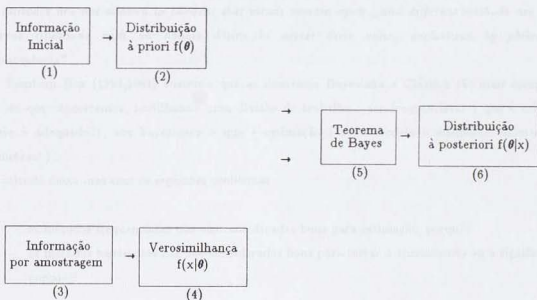 Informação
Inicial
(1)
→
Distribuição
à priori f(θ)
(2)
→
→
Teorema
de Bayes
(5)
→
Distribuição
à posteriori f(θ|x)
(6)
Informação
por amostragem
(3)
→
Verosimilhança
f(x|θ)
(4)